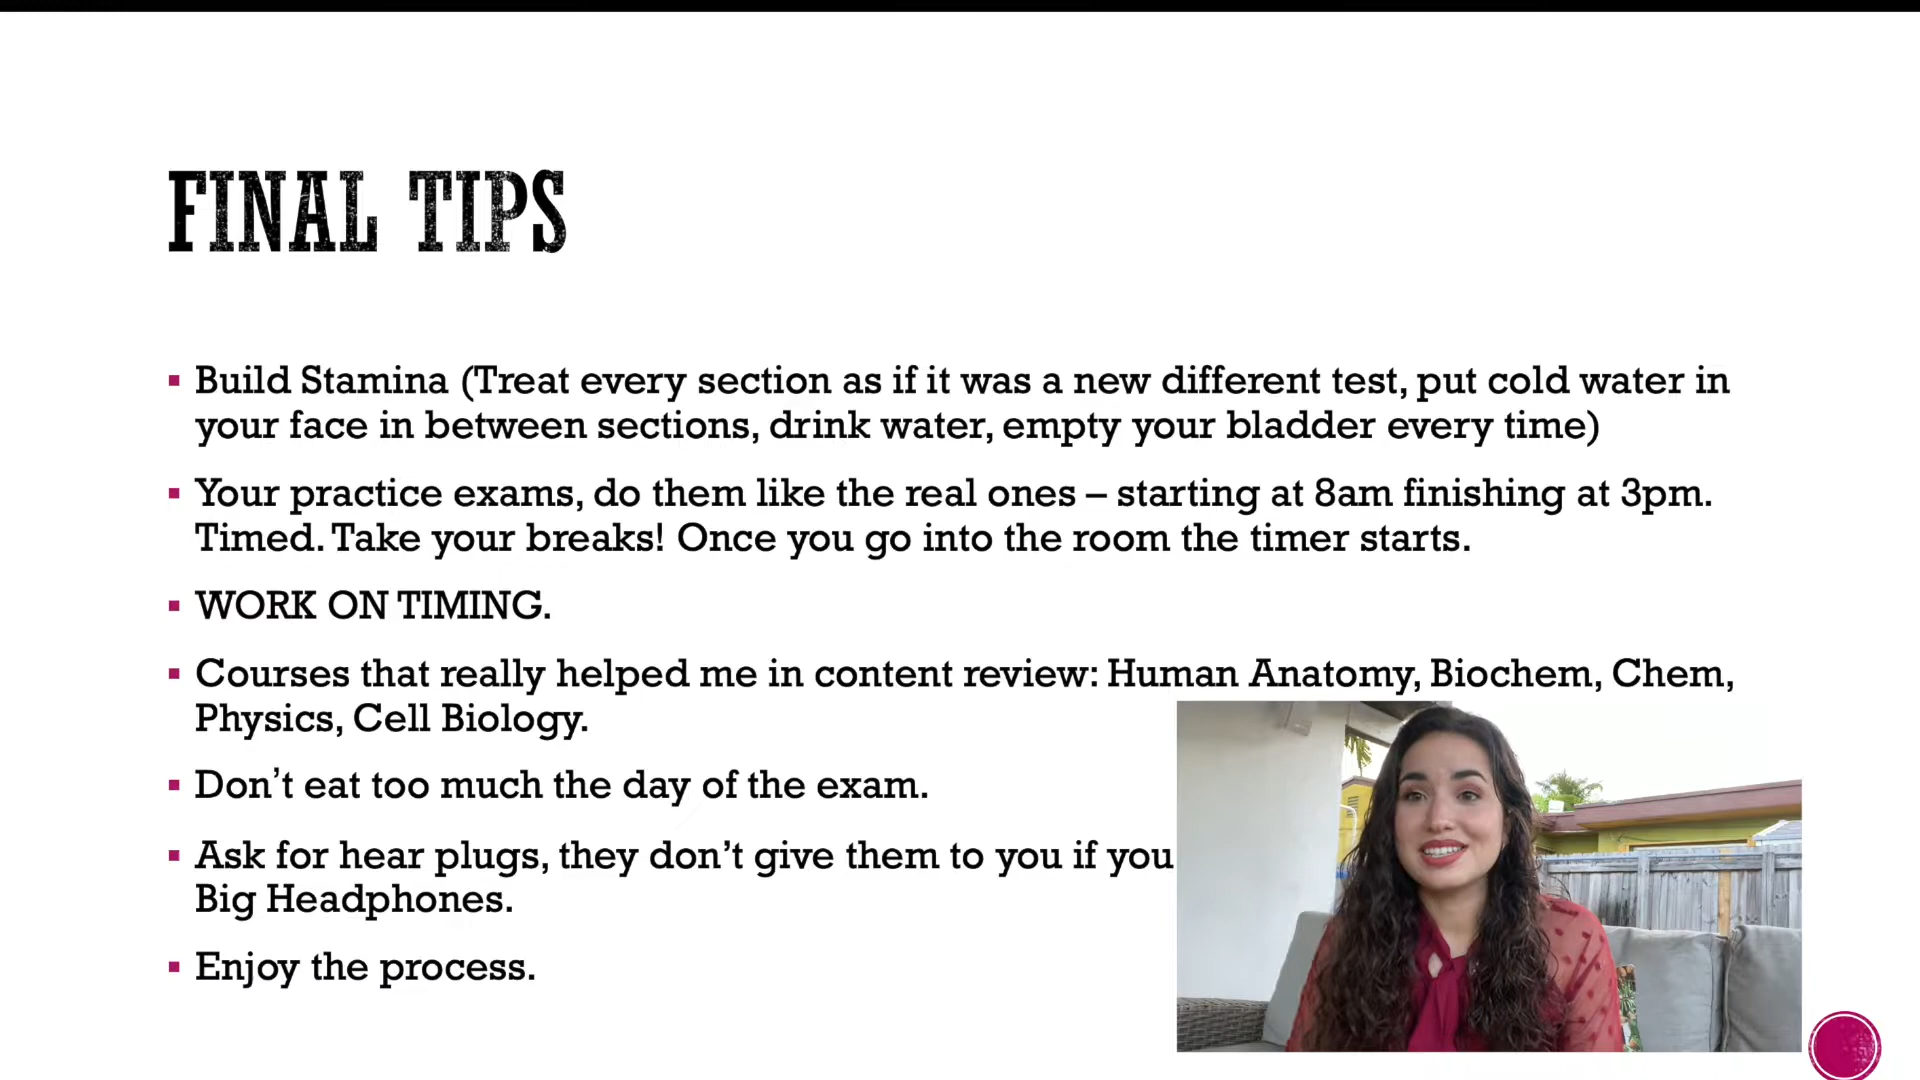 FINAL TIPS
▪ Build Stamina (Treat every section as if it was a new different test, put cold water in
your face in between sections, drink water, empty your bladder every time)
▪ Your practice exams, do them like the real ones – starting at 8am finishing at 3pm.
Timed. Take your breaks! Once you go into the room the timer starts.
▪ WORK ON TIMING.
▪ Courses that really helped me in content review: Human Anatomy, Biochem, Chem,
Physics, Cell Biology.
▪ Don’t eat too much the day of the exam.
▪ Ask for hear plugs, they don’t give them to you if you
Big Headphones.
▪ Enjoy the process.